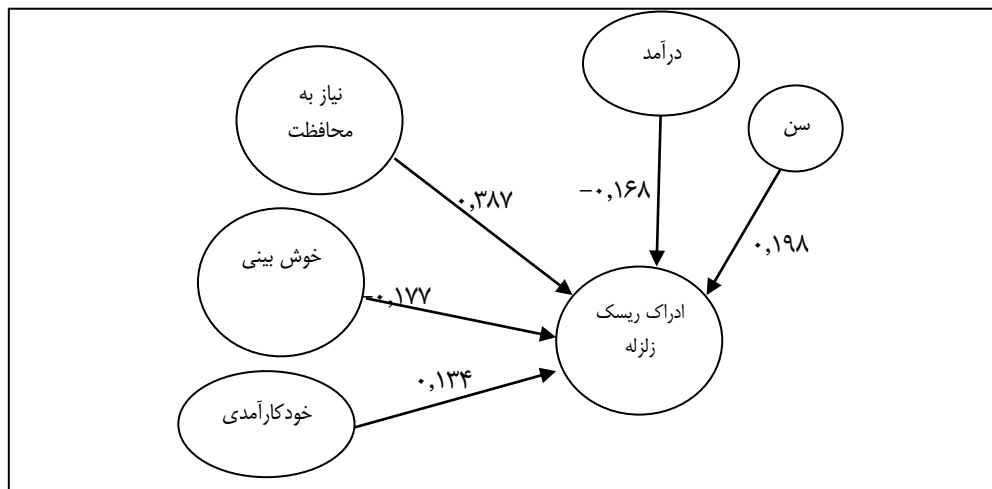 درآمد
نیاز به
محافظت
سن
-۰٫۱۶۸
۰٫۳۸۷
۰٫۱۹۸
خوش بینی
-۰٫۱۷۷
ادراک ریسک
زلزله
۰٫۱۳۴
خودکارآمدی